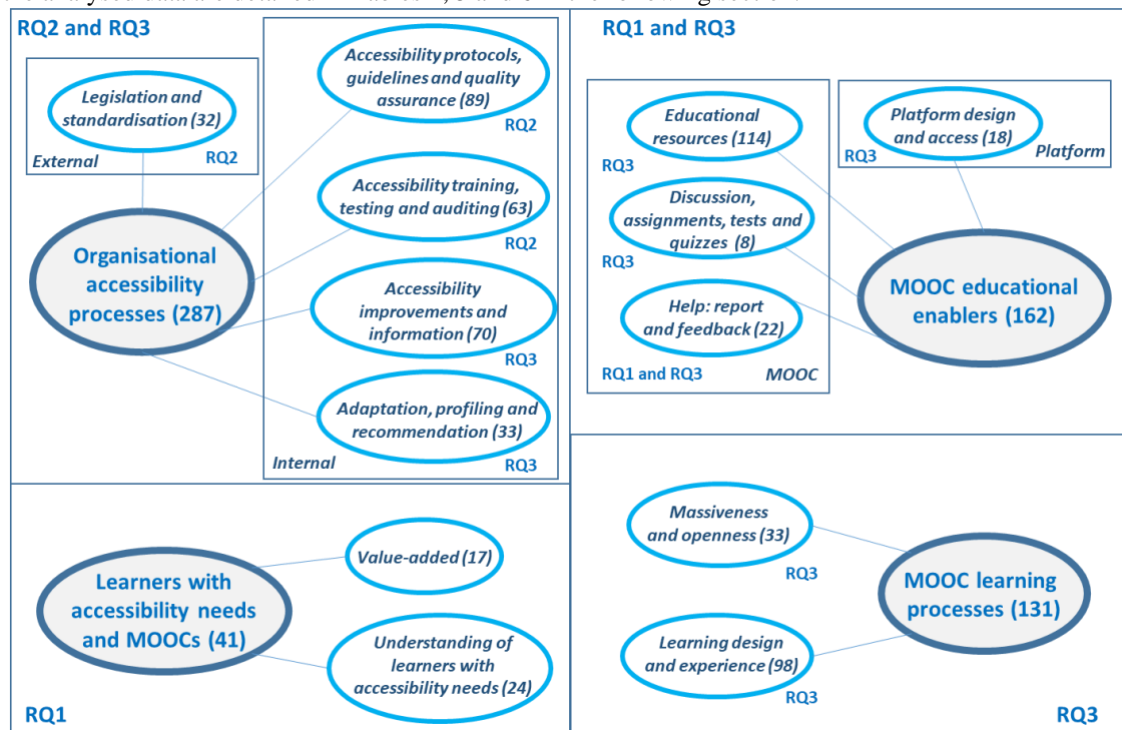 RQ2 and RQ3
Legislation and
standardisation (32)
External
RQ2
Accessibility protocols,
guidelines and quality
assurance (89)
RQ2
Accessibility training,
testing and auditing (63)
RQ2
Organisational
accessibility
processes (287)
Accessibility
improvements and
information (70)
RQ3
Adaptation, profiling and
recommendation (33)
Internal
RQ3
RQ1 and RQ3
Educational
resources (114)
RQ3
Discussion,
assignments, tests and
quizzes (8)
RQ3
Help: report
and feedback (22)
RQ1 and RQ3
MOOC
Platform design
and access (18)
RQ3
Platform
MOOC educational
enablers (162)
Learners with
accessibility needs
and MOOCs (41)
Value-added (17)
Understanding of
learners with
accessibility needs (24)
RQ1
Massiveness
and openness (33)
RQ3
MOOC learning
processes (131)
Learning design
and experience (98)
RQ3
RQ3